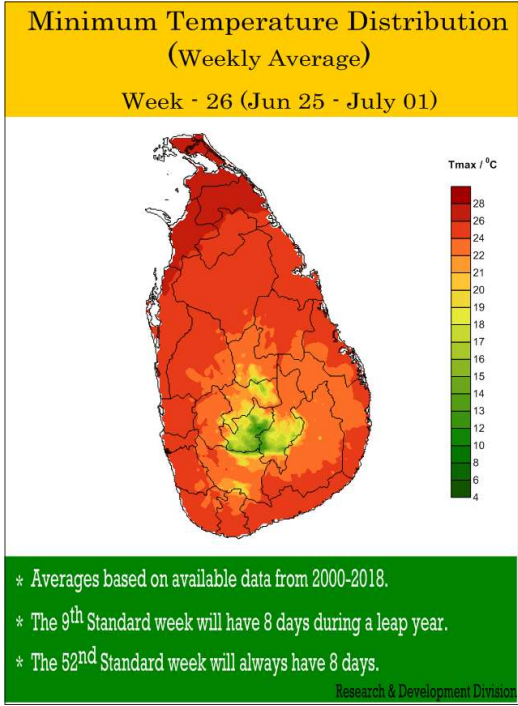 Minimum Temperature Distribution
(Weekly Average)
Week - 26 (Jun 25 - July 01)
Tmax / ⁰C
28
26
24
22
21
20
19
18
17
16
15
14
13
12
10
8
6
4
* Averages based on available data from 2000-2018.
* The 9th Standard week will have 8 days during a leap year.
* The 52nd Standard week will always have 8 days.
Research & Development Division